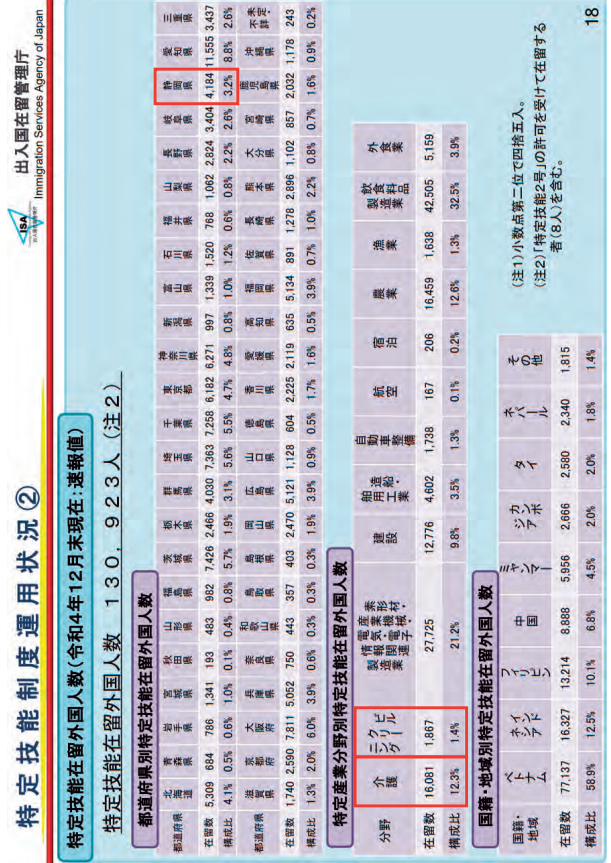 特定技能制度運用状況②
ISA
出入国在留管理庁
Immigration Services Agency of Japan
特定技能在留外国人数(令和4年12月末現在:速報値)
特定技能在留外国人数 130,923人(注2)
都道府県別特定技能在留外国人数
都道府県 北海道 青森県 岩手県 宮城県 秋田県 山形県 福島県 茨城県 栃木県 群馬県 埼玉県 千葉県 東京都 神奈川県 新潟県 富山県 石川県 福井県 山梨県 長野県 岐阜県 静岡県 愛知県 三重県
在留数 5,309 684 786 1,341 193 483 982 7,426 2,466 4,030 7,363 7,258 6,182 6,271 997 1,339 1,520 768 1,062 2,824 3,404 4,184 11,555 3,437
構成比 4.1% 0.5% 0.6% 1.0% 0.1% 0.4% 0.8% 5.7% 1.9% 3.1% 5.6% 5.5% 4.7% 4.8% 0.8% 1.0% 1.2% 0.6% 0.8% 2.2% 2.6% 3.2% 8.8% 2.6%
都道府県 滋賀県 京都府 大阪府 兵庫県 奈良県 和歌山県 鳥取県 島根県 岡山県 広島県 山口県 徳島県 香川県 愛媛県 高知県 福岡県 佐賀県 長崎県 熊本県 大分県 宮崎県 鹿児島県 沖縄県 未定・不詳
在留数 1,740 2,590 7,811 5,052 750 443 357 403 2,470 5,121 1,128 604 2,225 2,119 635 5,134 891 1,278 2,896 1,102 857 2,032 1,178 243
構成比 1.3% 2.0% 6.0% 3.9% 0.6% 0.3% 0.3% 0.3% 1.9% 3.9% 0.9% 0.5% 1.7% 1.6% 0.5% 3.9% 0.7% 1.0% 2.2% 0.8% 0.7% 1.6% 0.9% 0.2%
特定産業分野別特定技能在留外国人数
分野 介護 ビルクリーニング 素形材・産業機械・電気電子情報関連製造業 建設 造船・舶用工業 自動車整備 航空 宿泊 農業 漁業 飲食料品製造業 外食業
在留数 16,081 1,867 27,725 12,776 4,602 1,738 167 206 16,459 1,638 42,505 5,159
構成比 12.3% 1.4% 21.2% 9.8% 3.5% 1.3% 0.1% 0.2% 12.6% 1.3% 32.5% 3.9%
国籍・地域別特定技能在留外国人数
国籍・地域 ベトナム インドネシア フィリピン 中国 ミャンマー カンボジア タイ ネパール その他
在留数 77,137 16,327 13,214 8,888 5,956 2,666 2,580 2,340 1,815
構成比 58.9% 12.5% 10.1% 6.8% 4.5% 2.0% 2.0% 1.8% 1.4%
(注1)小数点第二位で四捨五入。
(注2)「特定技能2号」の許可を受けて在留する
者(8人)を含む。
18